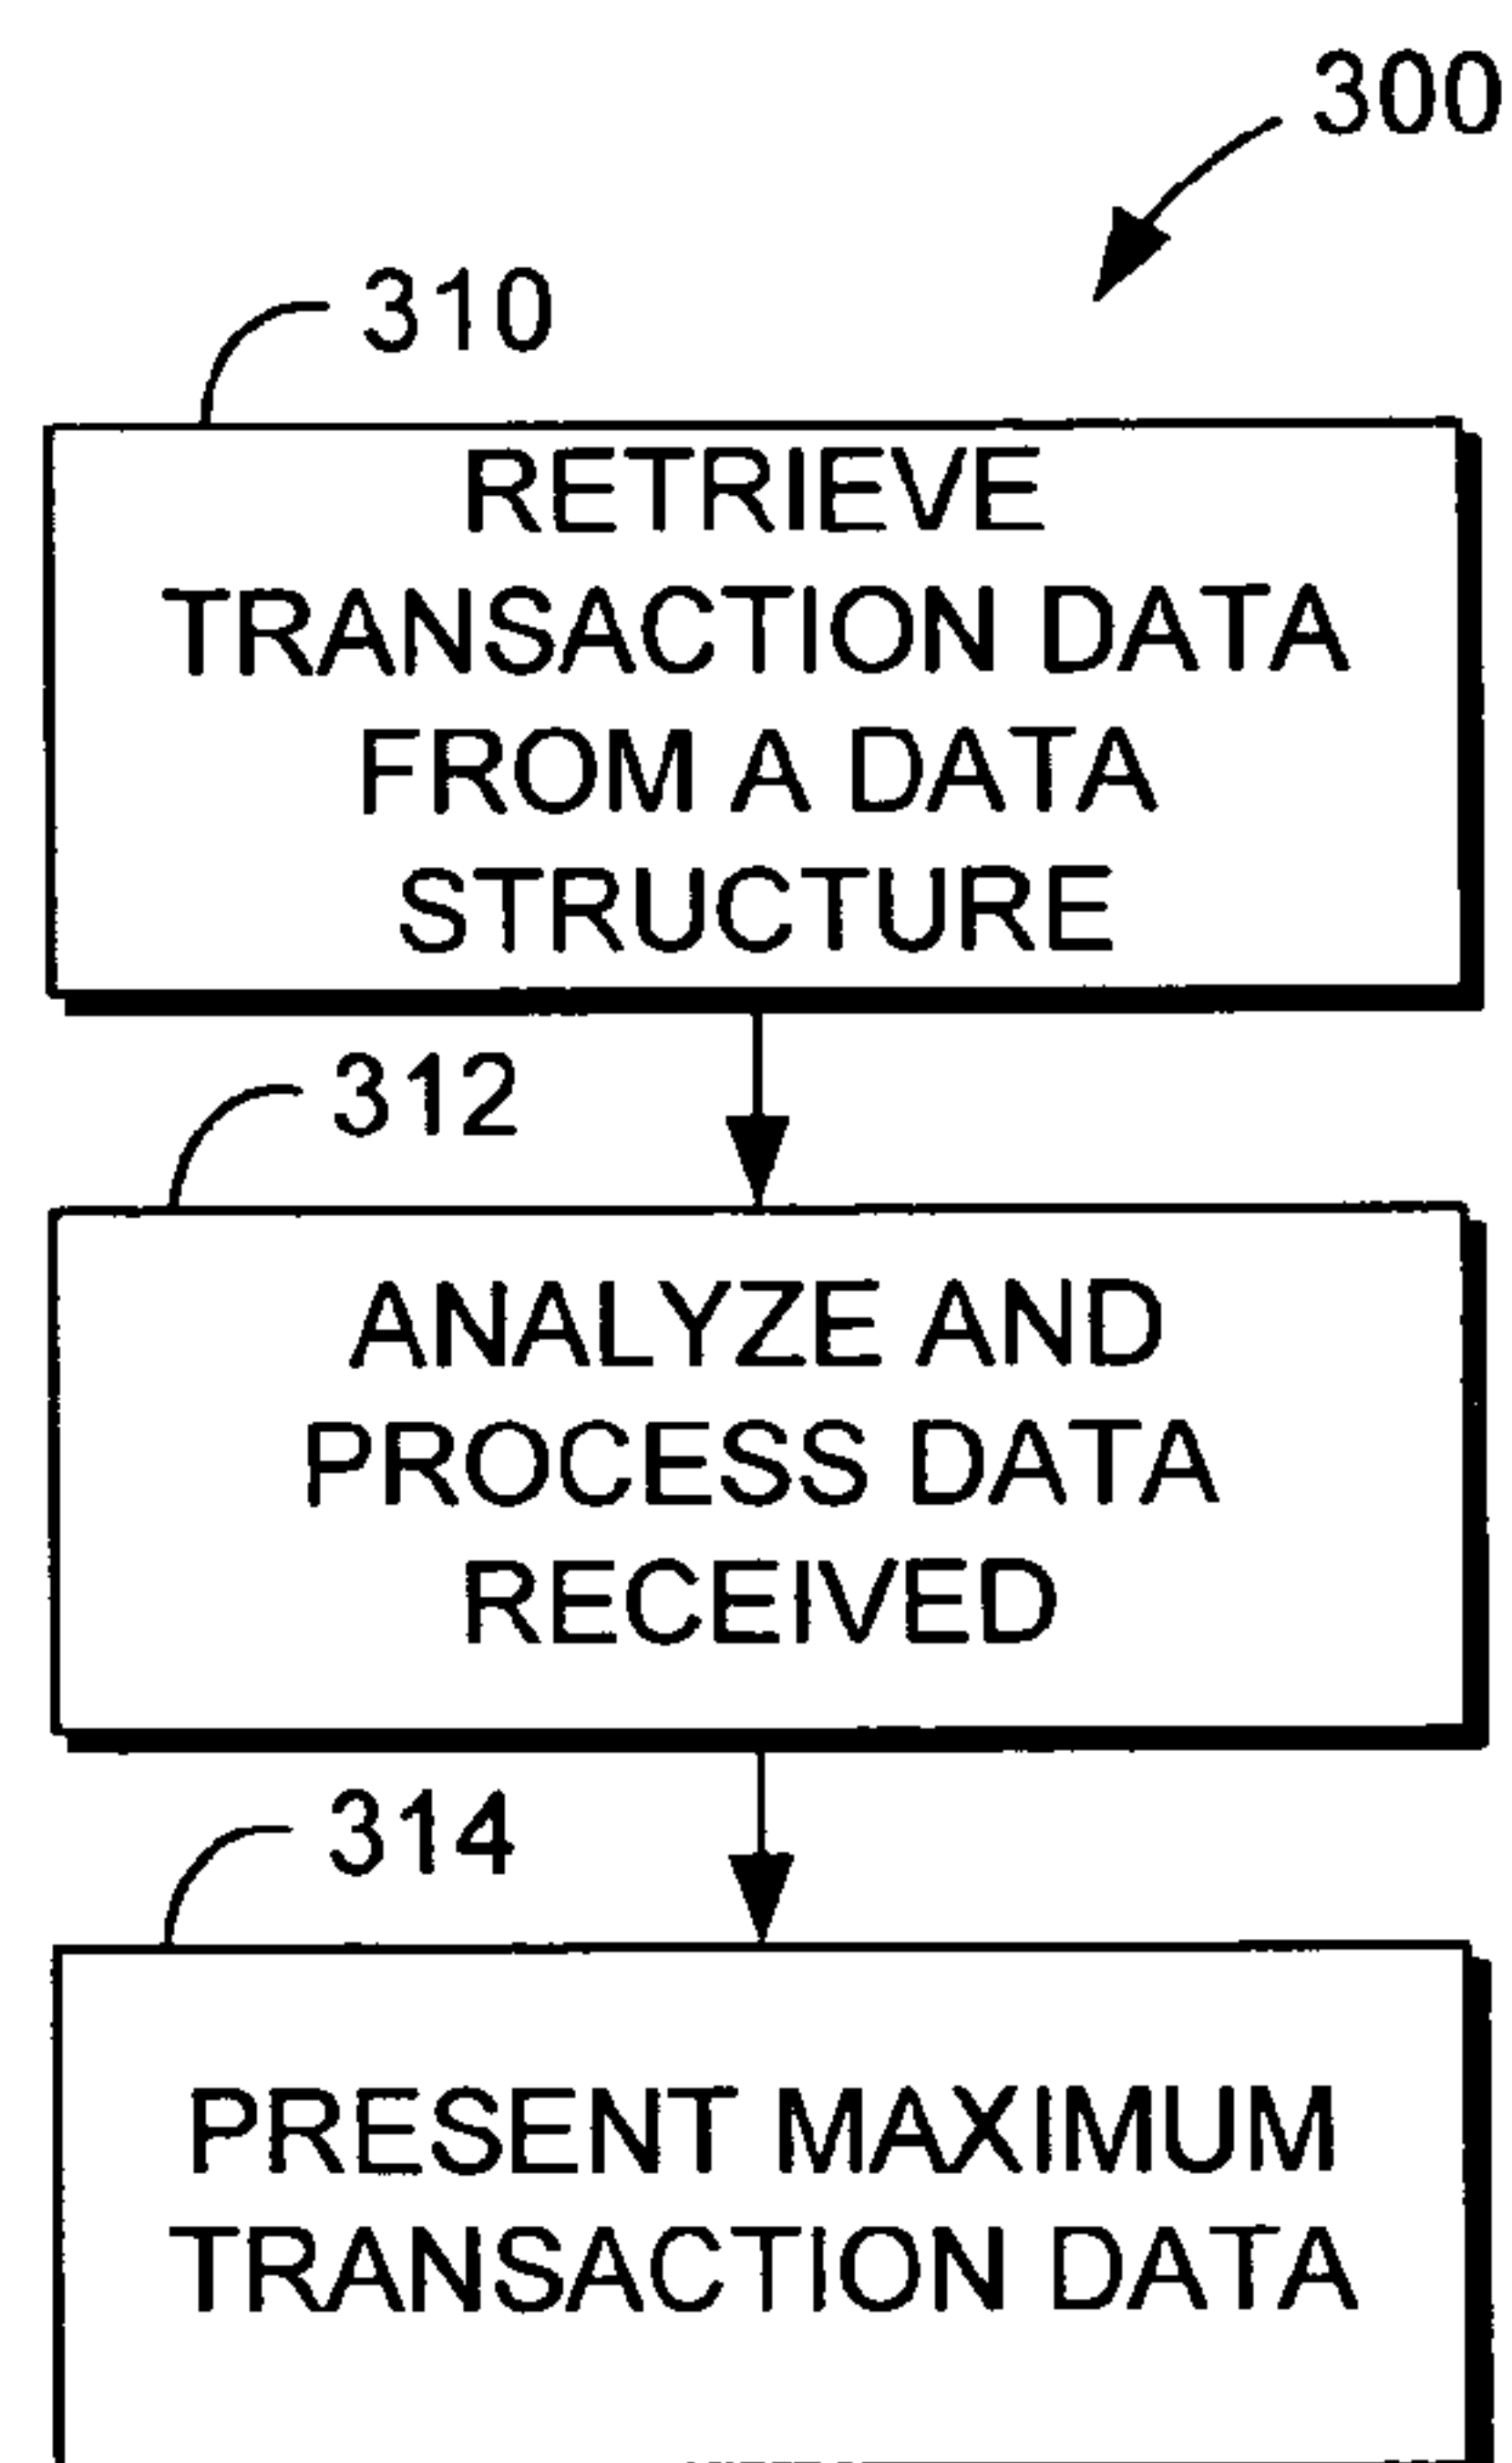 300
310
RETRIEVE
TRANSACTION DATA
FROM A DATA
STRUCTURE
312
ANALYZE AND
PROCESS DATA
RECEIVED
314
PRESENT MAXIMUM
TRANSACTION DATA